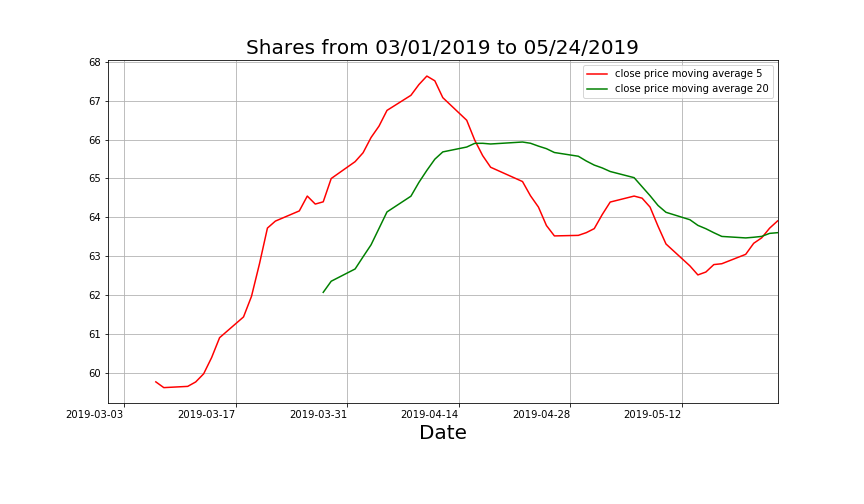 Shares from 03/01/2019 to 05/24/2019
68
67
66
65
64
63
62
61
60
close price moving average 5
close price moving average 20
2019-03-03 2019-03-17 2019-03-31 2019-04-14 2019-04-28 2019-05-12
Date